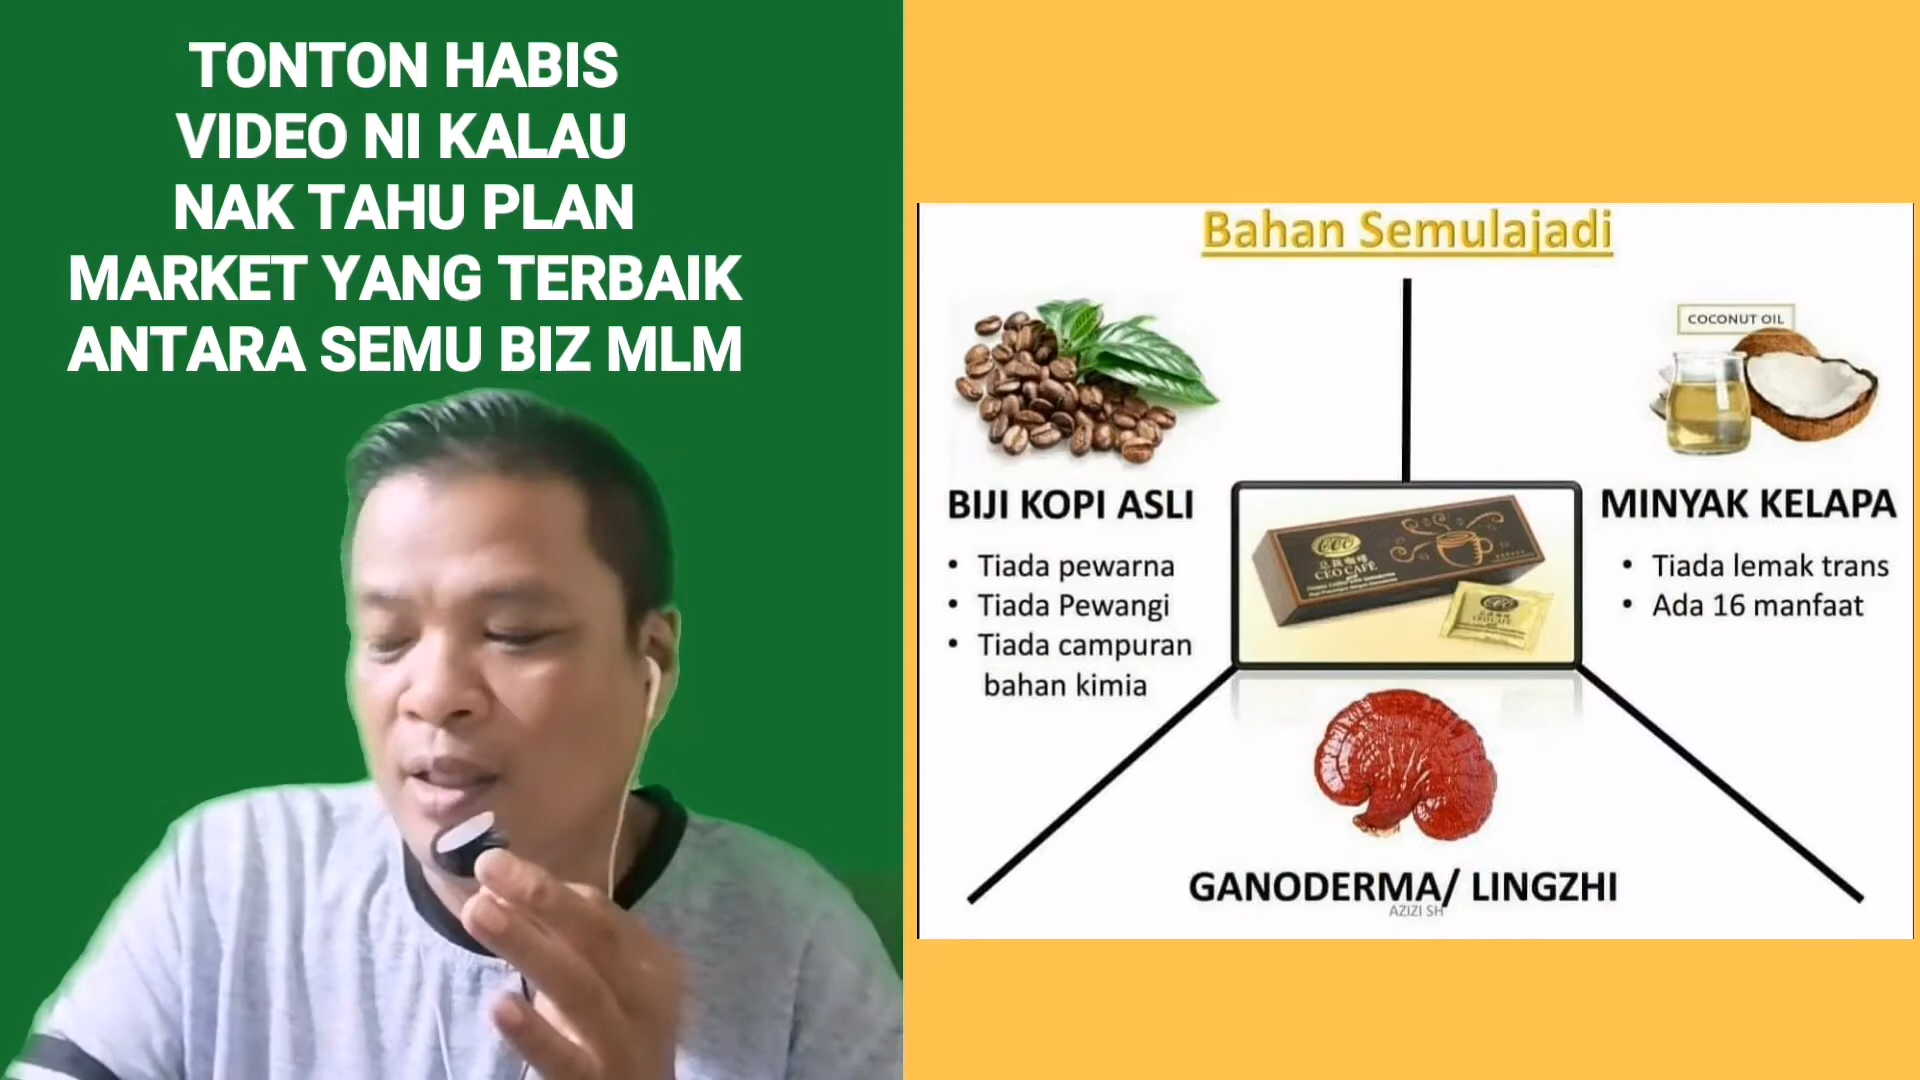 TONTON HABIS
VIDEO NI KALAU
NAK TAHU PLAN
MARKET YANG TERBAIK
ANTARA SEMU BIZ MLM
Bahan Semulajadi
COCONUT OIL
BIJI KOPI ASLI
• Tiada pewarna
• Tiada Pewangi
• Tiada campuran
bahan kimia
CEO CAFÉ
MINYAK KELAPA
• Tiada lemak trans
• Ada 16 manfaat
GANODERMA/ LINGZHI
AZIZI SH